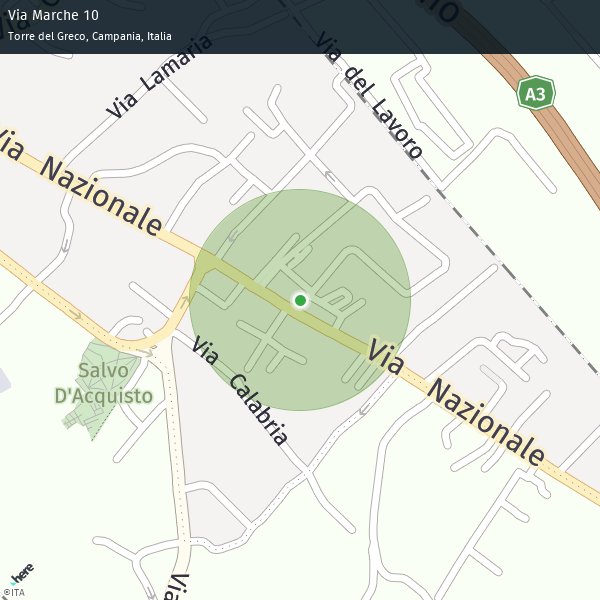 Via Marche 10
Torre del Greco, Campania, Italia
Via Lamaria
Via del Lavoro
A3
Via Nazionale
Salvo
D'Acquisto
Via Calabria
Via Nazionale
Via
here
©ITA